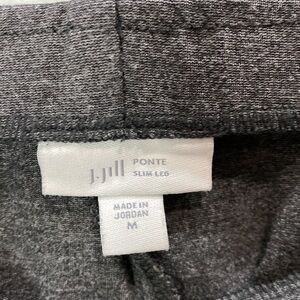 J.Jill PONTE
SLIM LEG
MADE IN
JORDAN
M